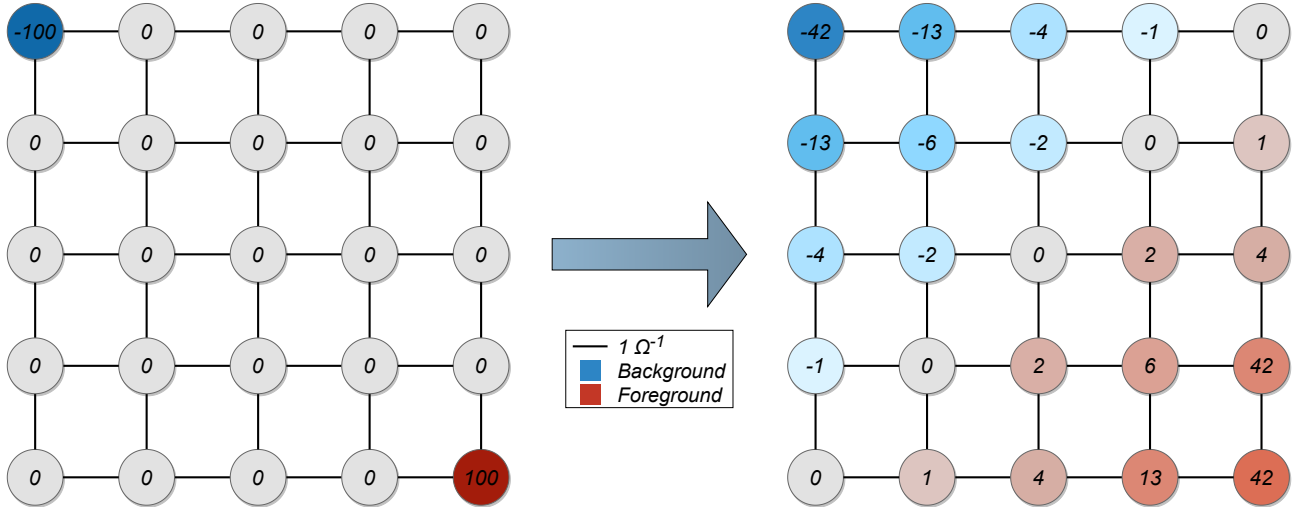 -100 0 0 0 0
0 0 0 0 0
0 0 0 0 0
0 0 0 0 0
0 0 0 0 100
1 Ω⁻¹
Background
Foreground
-42 -13 -4 -1 0
-13 -6 -2 0 1
-4 -2 0 2 4
-1 0 2 6 42
0 1 4 13 42